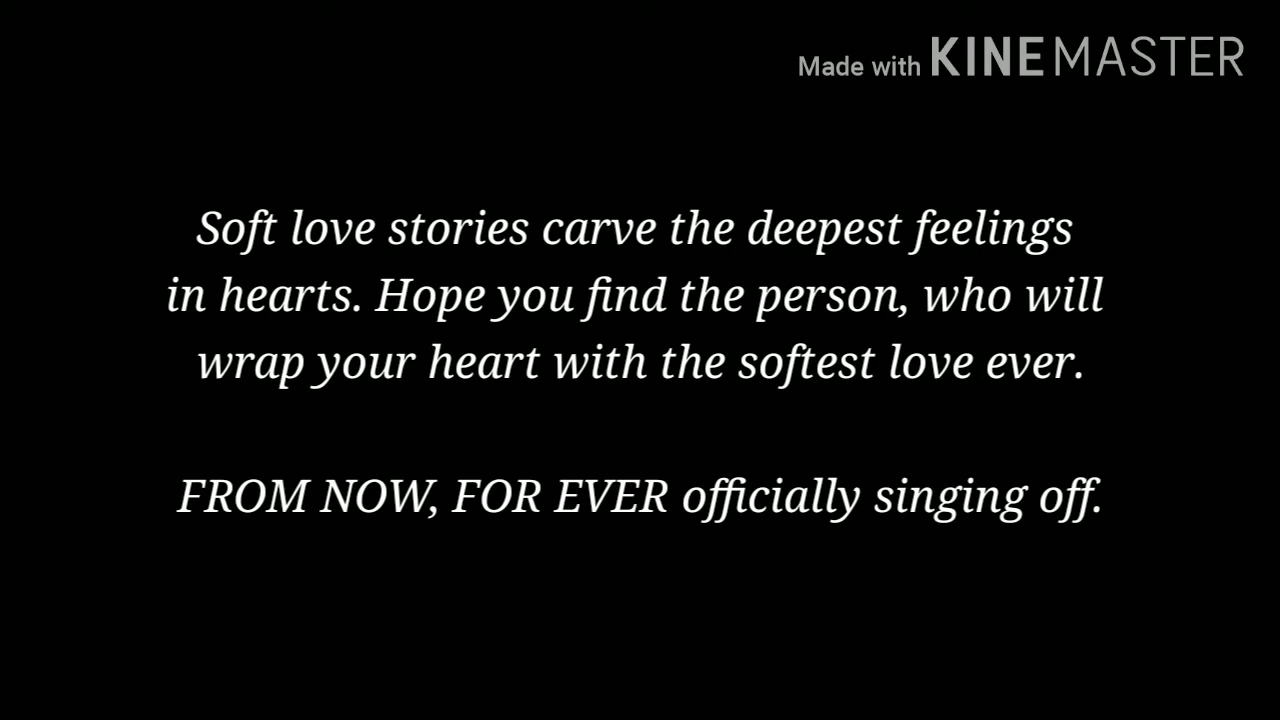 Made with KINEMASTER
Soft love stories carve the deepest feelings
in hearts. Hope you find the person, who will
wrap your heart with the softest love ever.
FROM NOW, FOR EVER officially singing off.